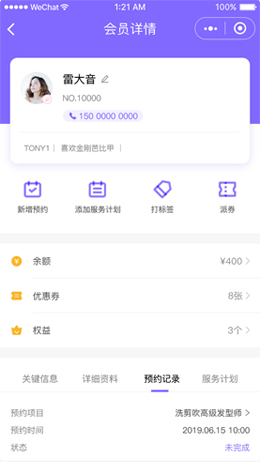 WeChat 1:21 AM 100%
会员详情
雷大音
NO.10000
150 0000 0000
TONY1 | 喜欢金刚芭比甲 |
新增预约 添加服务计划 打标签 派券
余额 ¥400
优惠券 8张
权益 3个
关键信息 详细资料 预约记录 服务计划
预约项目 洗剪吹高级发型师
预约时间 2019.06.15 10:00
状态 未完成